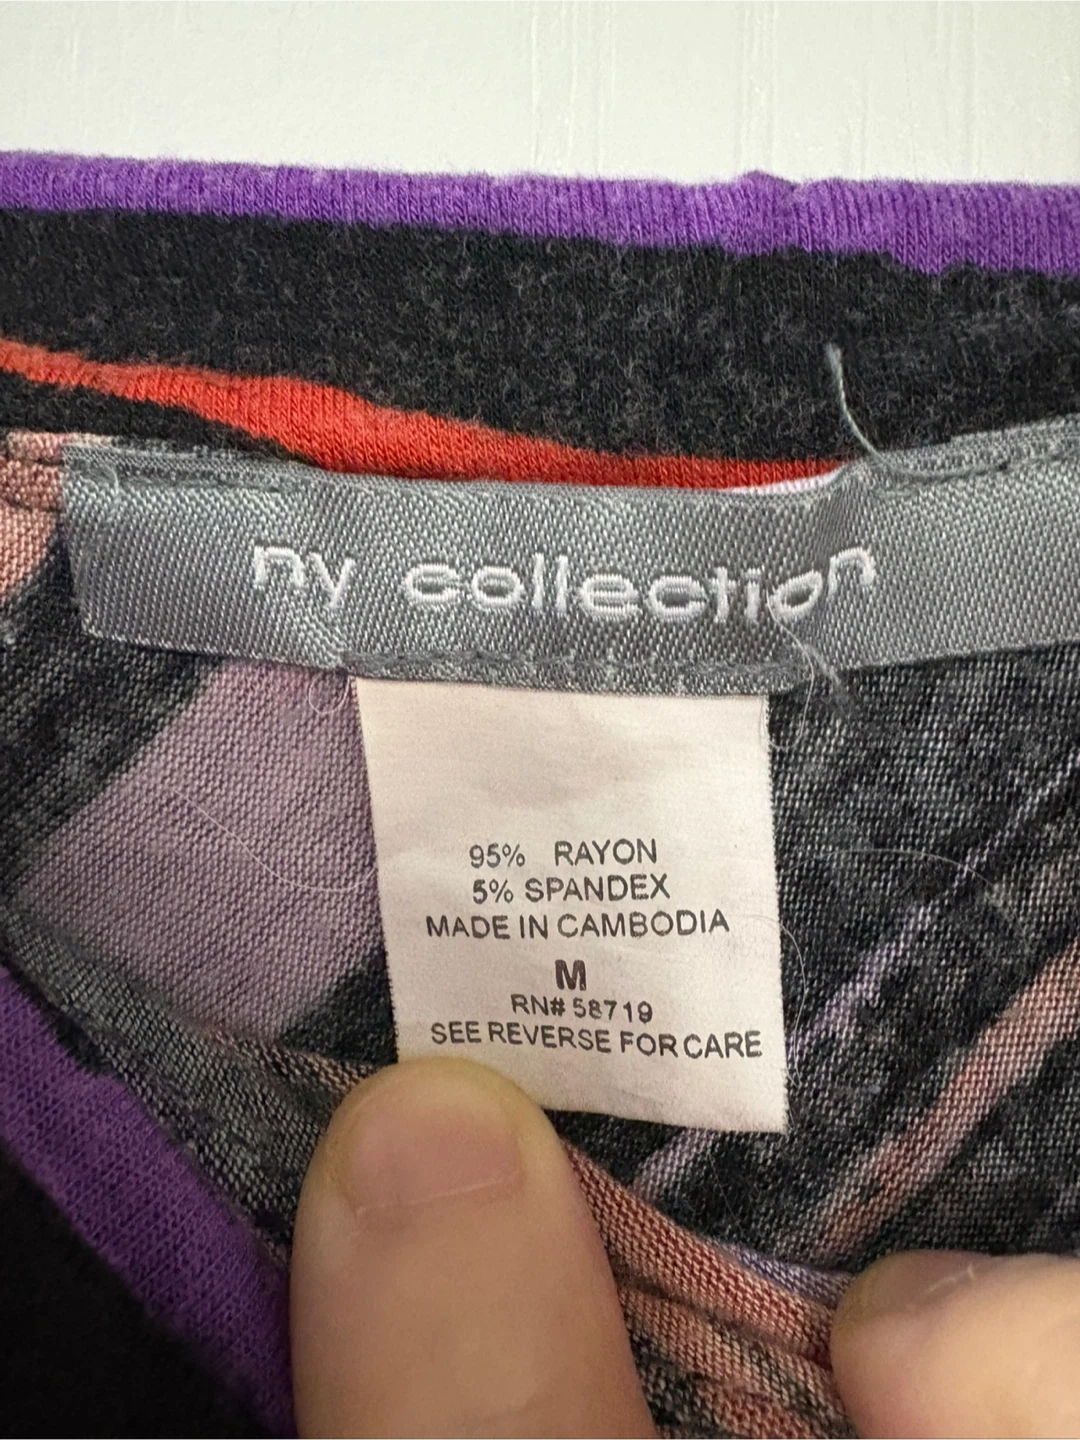 ny collection
95% RAYON
5% SPANDEX
MADE IN CAMBODIA
M
RN# 58719
SEE REVERSE FOR CARE